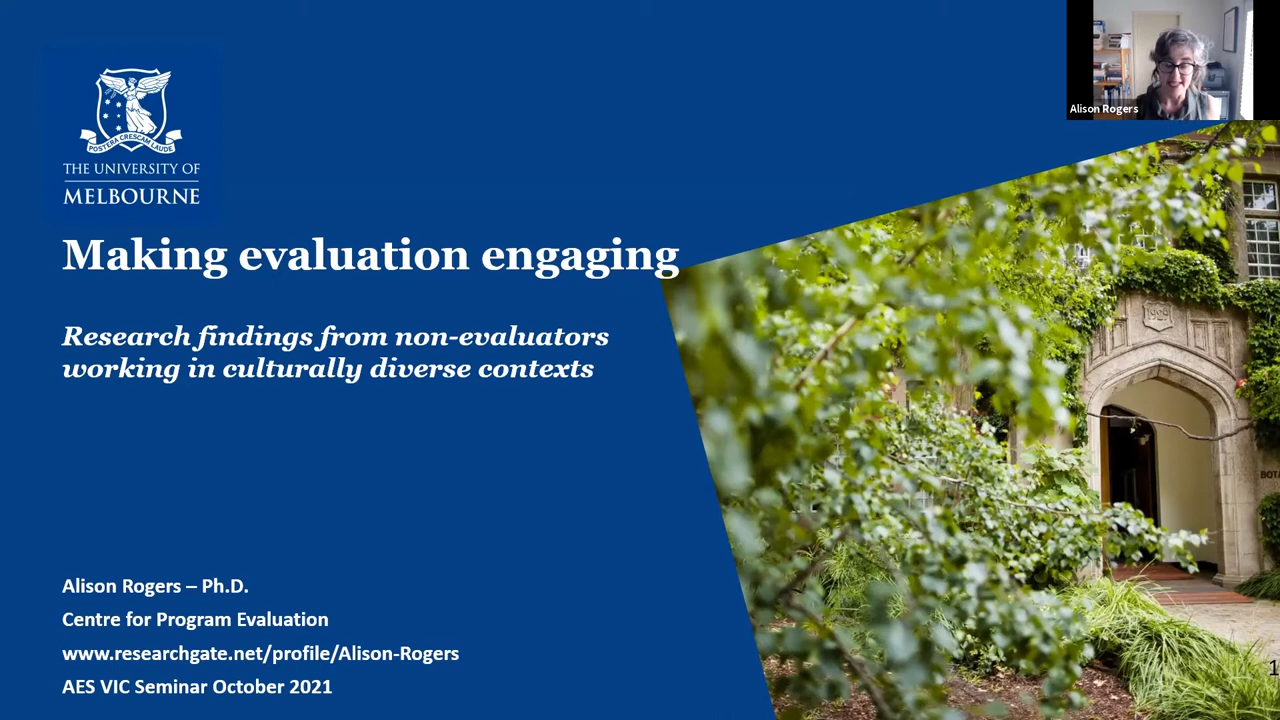 Alison Rogers
POSTERA CRESCAM LAUDE
THE UNIVERSITY OF
MELBOURNE
Making evaluation engaging
Research findings from non-evaluators
working in culturally diverse contexts
Alison Rogers – Ph.D.
Centre for Program Evaluation
www.researchgate.net/profile/Alison-Rogers
AES VIC Seminar October 2021
BOTA
1